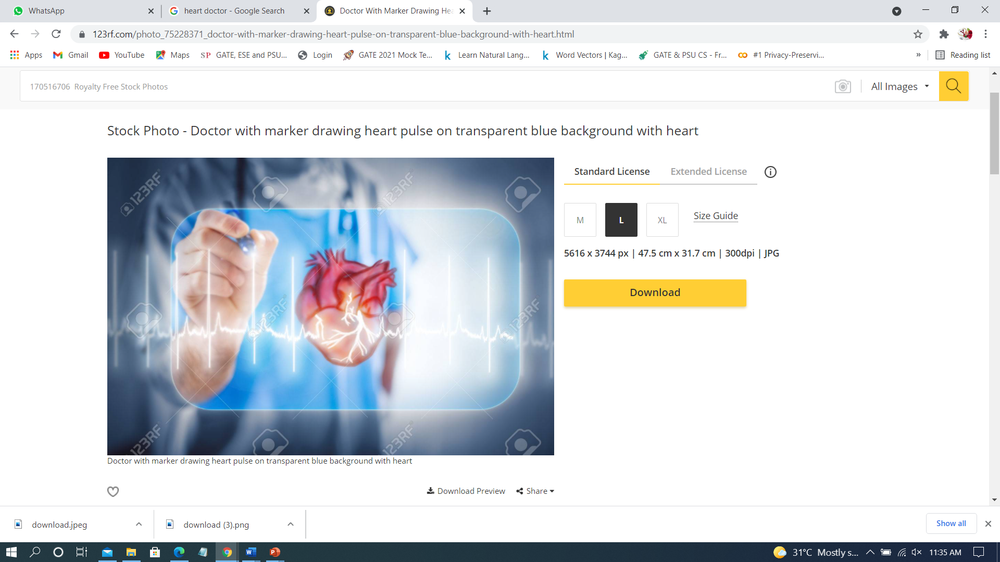 WhatsApp
heart doctor - Google Search
Doctor With Marker Drawing Hea
123rf.com/photo_75228371_doctor-with-marker-drawing-heart-pulse-on-transparent-blue-background-with-heart.html
Apps
Gmail
YouTube
Maps
SP GATE, ESE and PSU...
Login
GATE 2021 Mock Te...
k Learn Natural Lang...
k Word Vectors | Kag...
GATE & PSU CS - Fr...
#1 Privacy-Preservi...
»
Reading list
170516706 Royalty Free Stock Photos
All Images
Stock Photo - Doctor with marker drawing heart pulse on transparent blue background with heart
123RF
123RF
123RF
123RF
123RF
123RF
Standard License
Extended License
M
L
XL
Size Guide
5616 x 3744 px | 47.5 cm x 31.7 cm | 300dpi | JPG
Download
Doctor with marker drawing heart pulse on transparent blue background with heart
Download Preview
Share
download.jpeg
download (3).png
Show all
31°C Mostly s...
11:35 AM